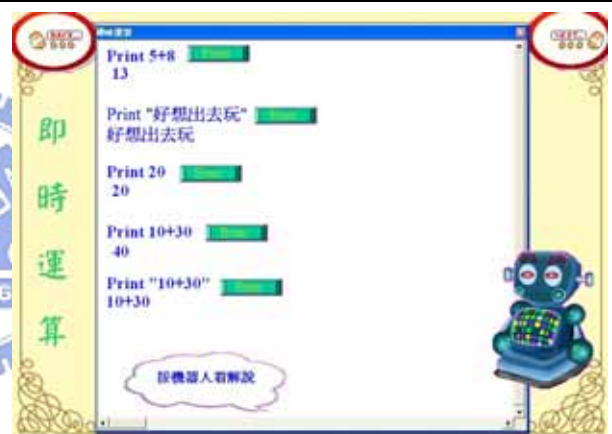 Print 5+8
13
Print "好想出去玩"
好想出去玩
Print 20
20
Print 10+30
40
Print "10+30"
10+30
按機器人看解說
即
時
運
算